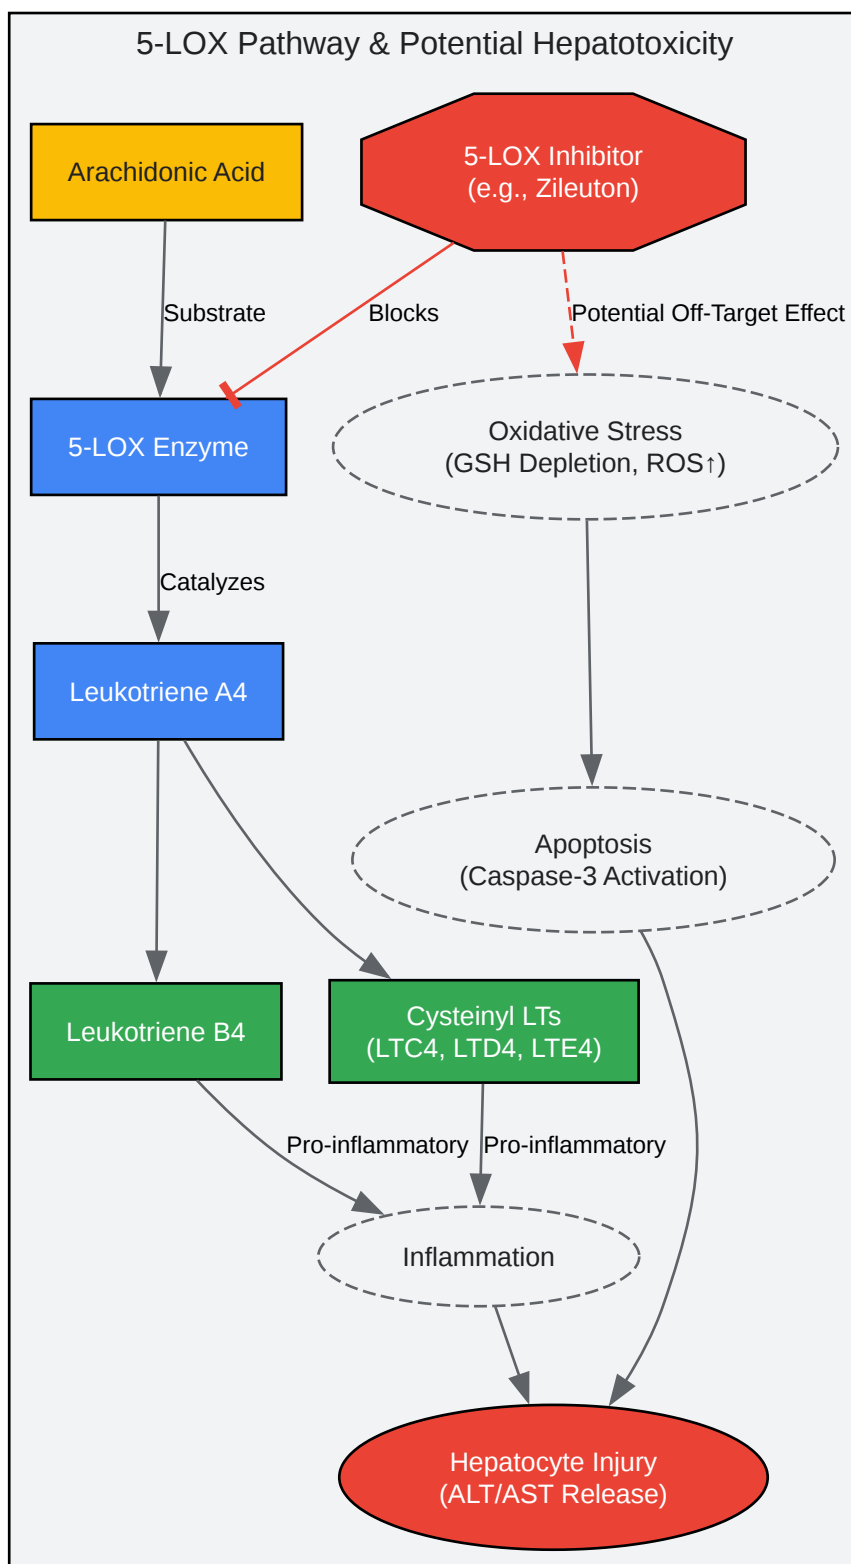 5-LOX Pathway & Potential Hepatotoxicity
Arachidonic Acid
5-LOX Inhibitor
(e.g., Zileuton)
Substrate
Blocks
Potential Off-Target Effect
5-LOX Enzyme
Oxidative Stress
(GSH Depletion, ROS↑)
Catalyzes
Leukotriene A4
Apoptosis
(Caspase-3 Activation)
Leukotriene B4
Cysteinyl LTs
(LTC4, LTD4, LTE4)
Pro-inflammatory
Pro-inflammatory
Inflammation
Hepatocyte Injury
(ALT/AST Release)